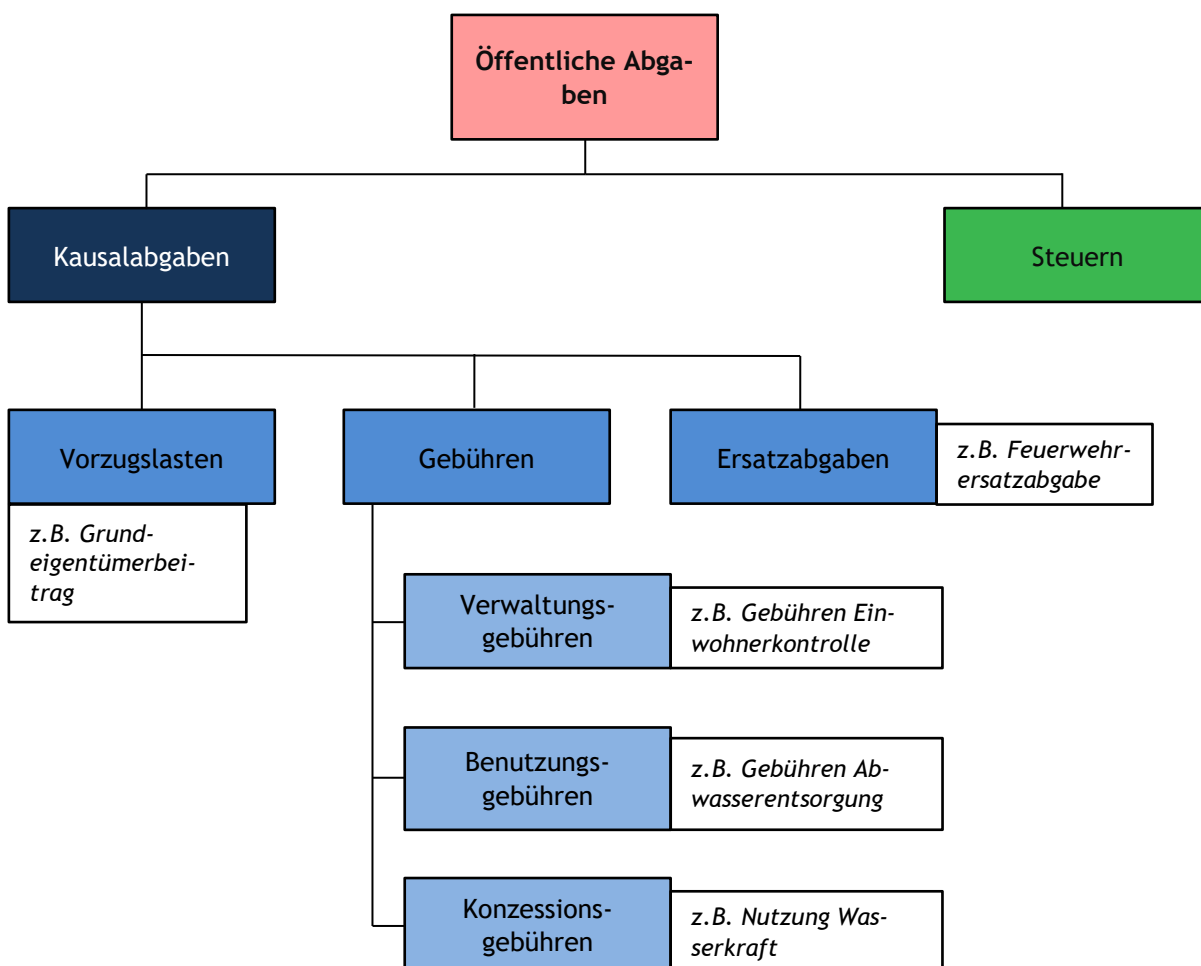 Öffentliche Abga-
ben
Kausalabgaben
Steuern
Vorzugslasten
Gebühren
Ersatzabgaben
z.B. Feuerwehr-
ersatzabgabe
z.B. Grund-
eigentümerbei-
trag
Verwaltungs-
gebühren
z.B. Gebühren Ein-
wohnerkontrolle
Benutzungs-
gebühren
z.B. Gebühren Ab-
wasserentsorgung
Konzessions-
gebühren
z.B. Nutzung Was-
serkraft